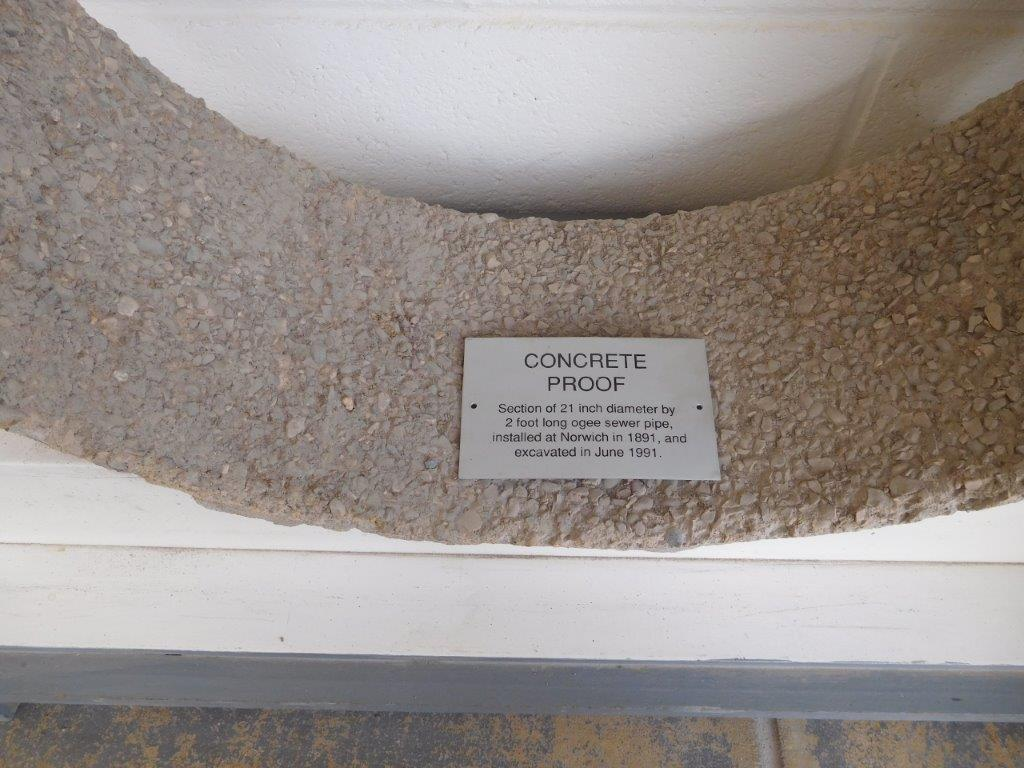 CONCRETE
PROOF
Section of 21 inch diameter by
2 foot long ogee sewer pipe,
installed at Norwich in 1891, and
excavated in June 1991.